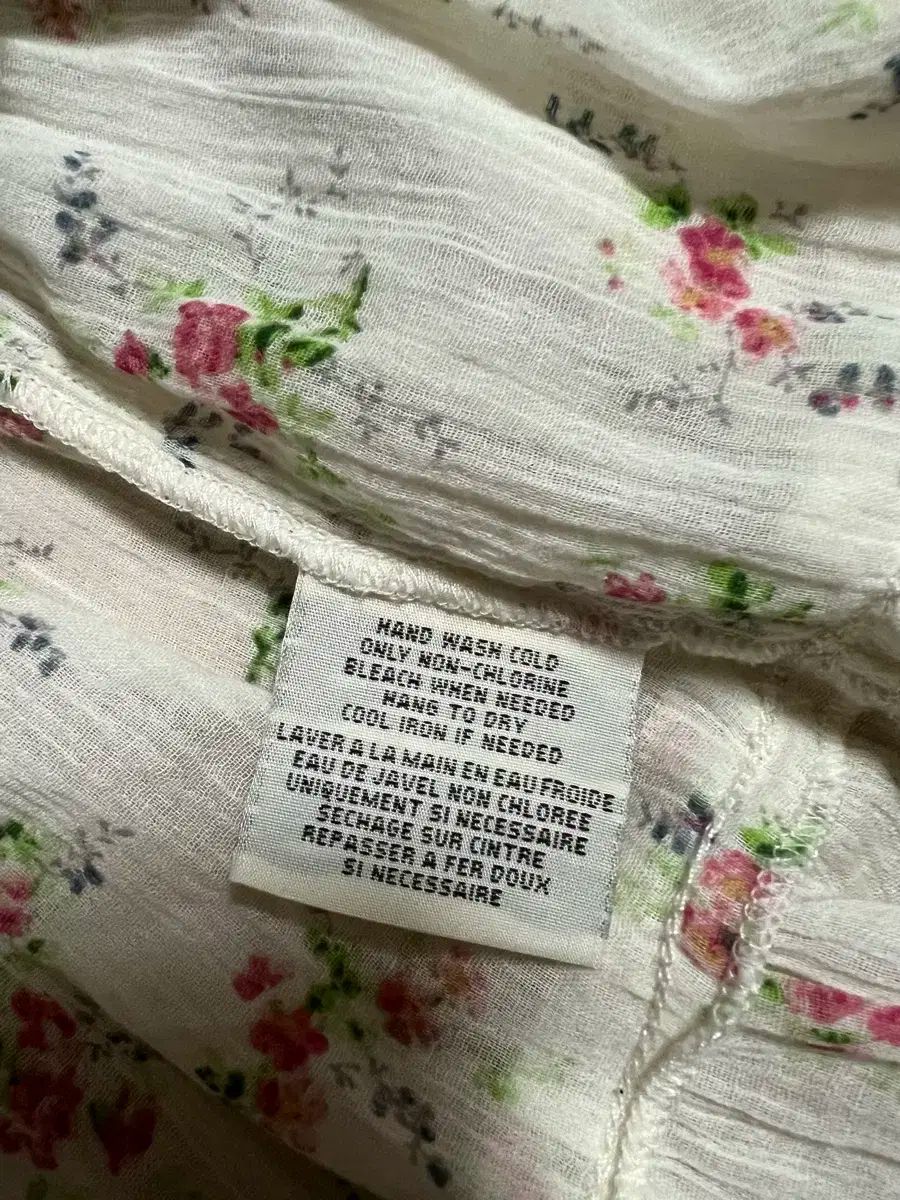 HAND WASH COLD
ONLY NON-CHLORINE
BLEACH WHEN NEEDED
HANG TO DRY
COOL IRON IF NEEDED
LAVER A LA MAIN EN EAU FROIDE
EAU DE JAVEL NON CHLOREE
UNIQUEMENT SI NECESSAIRE
SECHAGE SUR CINTRE
REPASSER A FER DOUX
SI NECESSAIRE